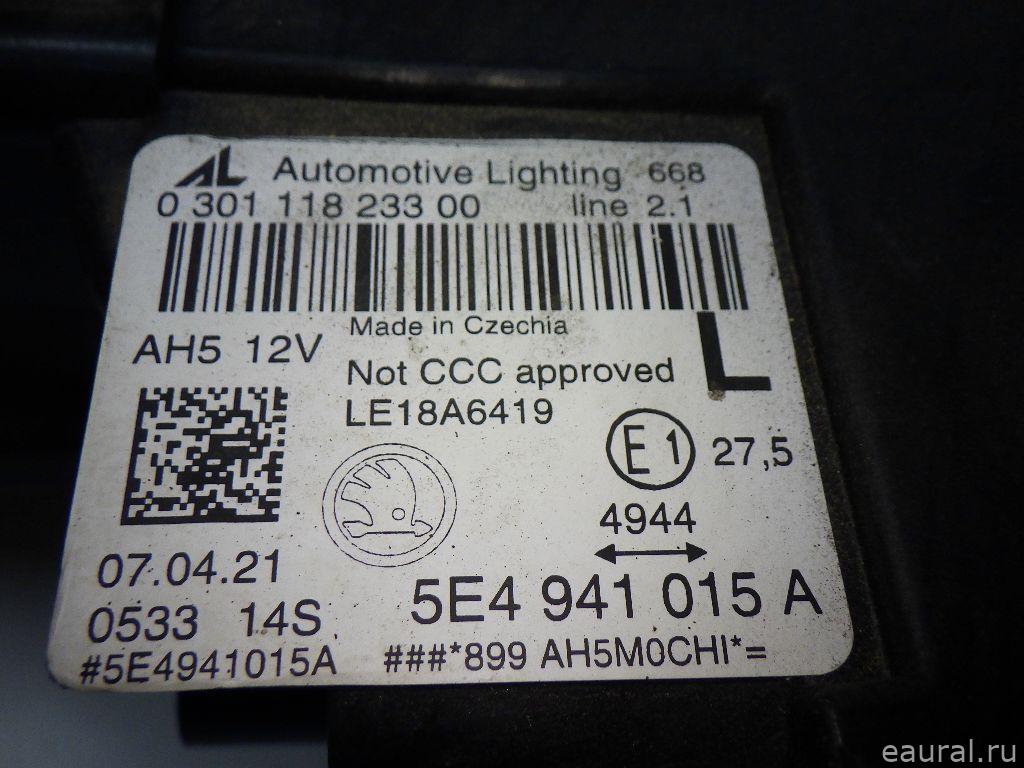 AL Automotive Lighting 668
0 301 118 233 00 line 2.1
Made in Czechia
AH5 12V
L
Not CCC approved
LE18A6419
E1 27,5
4944
07.04.21
5E4 941 015 A
0533 14S
#5E4941015A ###*899 AH5M0CHI*=
eaural.ru